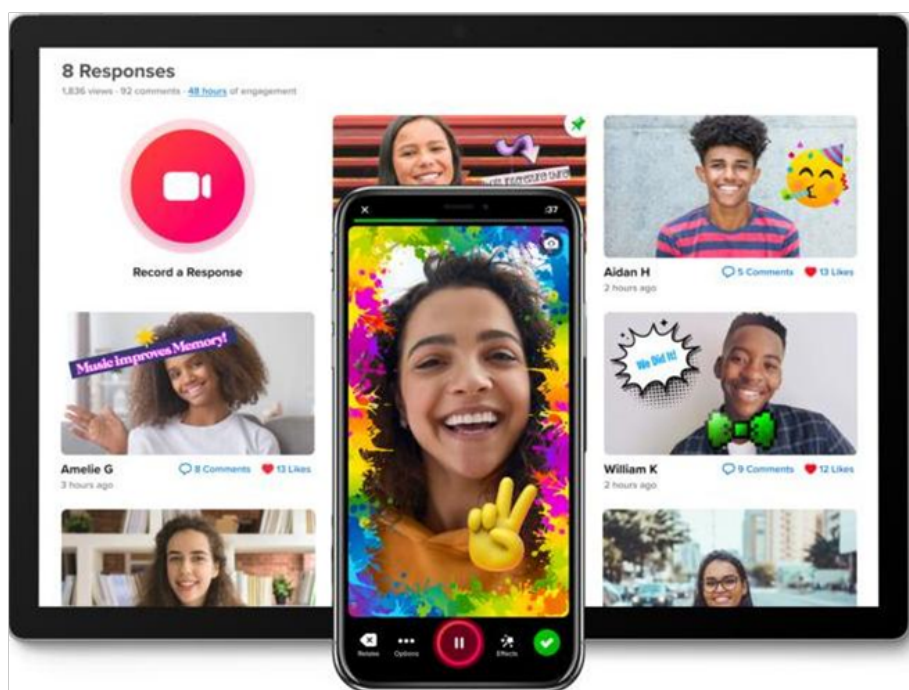 8 Responses
1,836 views · 92 comments · 48 hours of engagement
Record a Response
:37
Aidan H
5 Comments
13 Likes
2 hours ago
Music improves Memory!
Amelie G
8 Comments
13 Likes
3 hours ago
We Did It!
William K
9 Comments
12 Likes
2 hours ago
Retake
Options
Effects